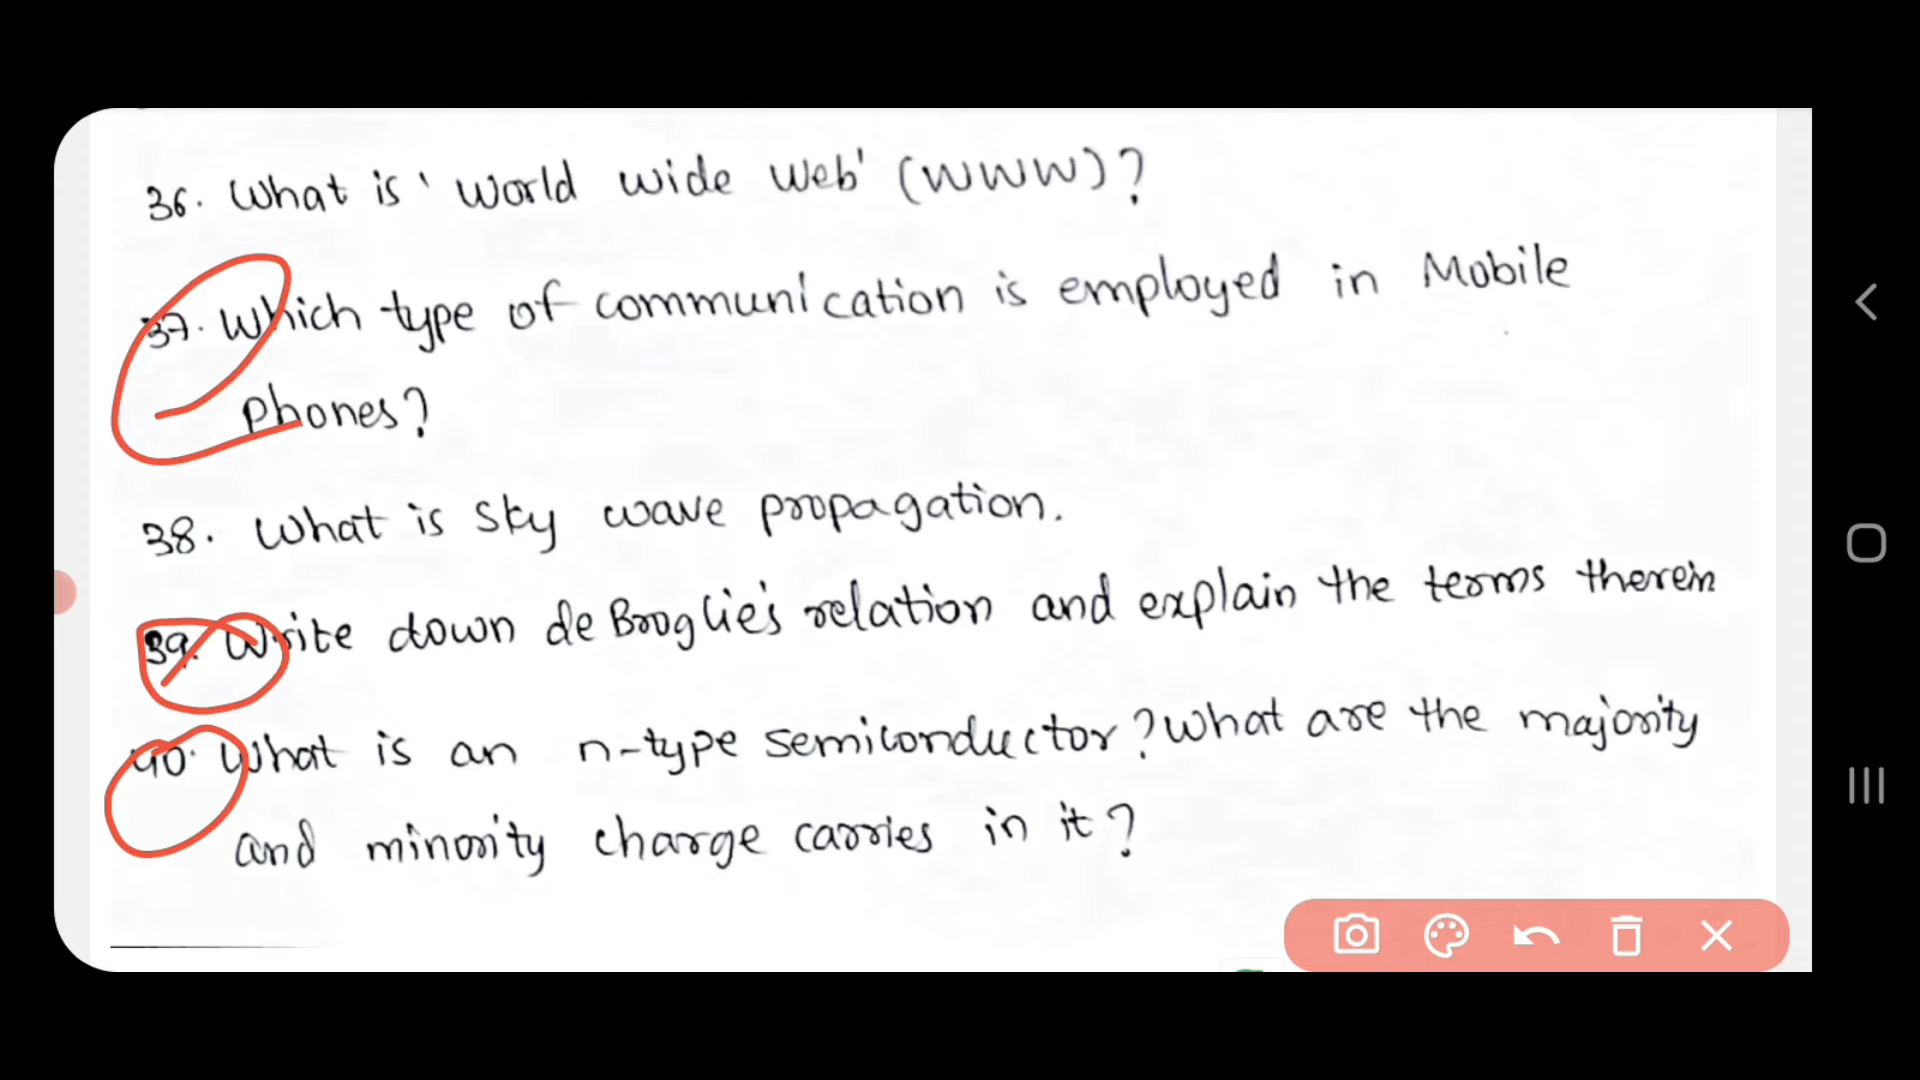 36. What is 'World wide Web' (WWW)?
37. Which type of communication is employed in Mobile
Phones?
38. What is Sky wave propagation.
39. Write down de Broglie's relation and explain the terms therein
40. What is an n-type semiconductor? What are the majority
and minority charge carries in it?